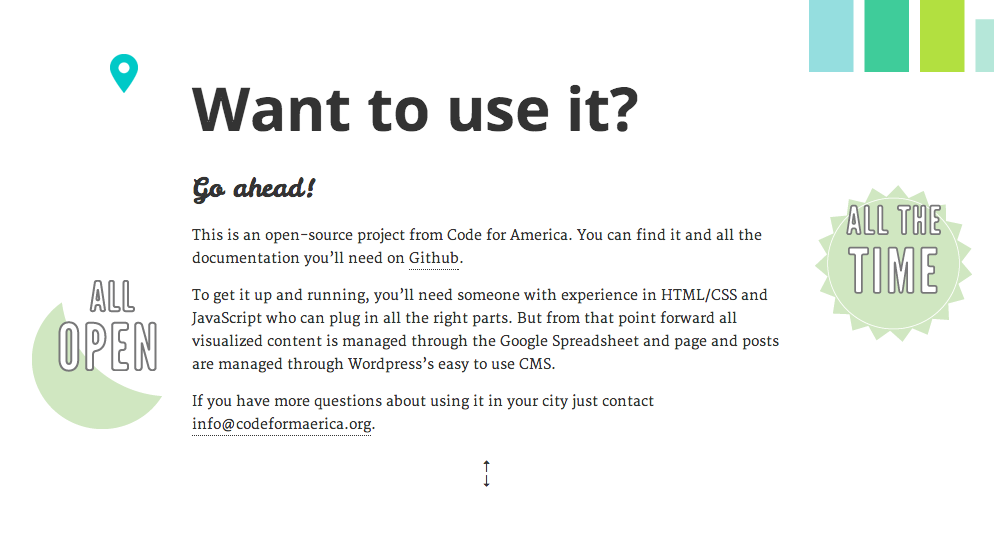 Want to use it?
Go ahead!
This is an open-source project from Code for America. You can find it and all the
documentation you’ll need on Github.
To get it up and running, you’ll need someone with experience in HTML/CSS and
JavaScript who can plug in all the right parts. But from that point forward all
visualized content is managed through the Google Spreadsheet and page and posts
are managed through Wordpress’s easy to use CMS.
If you have more questions about using it in your city just contact
info@codeformaerica.org.
ALL
OPEN
ALL THE
TIME